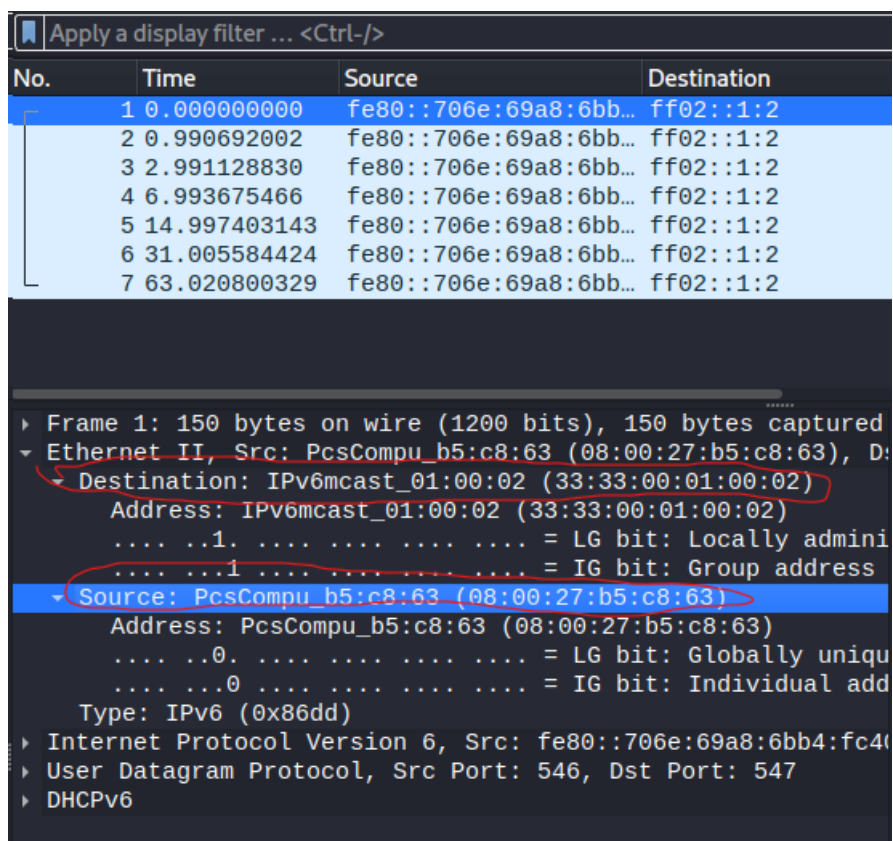 Apply a display filter … <Ctrl-/>
No. Time Source Destination
1 0.000000000 fe80::706e:69a8:6bb… ff02::1:2
2 0.990692002 fe80::706e:69a8:6bb… ff02::1:2
3 2.991128830 fe80::706e:69a8:6bb… ff02::1:2
4 6.993675466 fe80::706e:69a8:6bb… ff02::1:2
5 14.997403143 fe80::706e:69a8:6bb… ff02::1:2
6 31.005584424 fe80::706e:69a8:6bb… ff02::1:2
7 63.020800329 fe80::706e:69a8:6bb… ff02::1:2
Frame 1: 150 bytes on wire (1200 bits), 150 bytes captured
Ethernet II, Src: PcsCompu_b5:c8:63 (08:00:27:b5:c8:63), D
Destination: IPv6mcast_01:00:02 (33:33:00:01:00:02)
Address: IPv6mcast_01:00:02 (33:33:00:01:00:02)
.... ..1. .... .... .... .... = LG bit: Locally admini
.... ...1 .... .... .... .... = IG bit: Group address
Source: PcsCompu_b5:c8:63 (08:00:27:b5:c8:63)
Address: PcsCompu_b5:c8:63 (08:00:27:b5:c8:63)
.... ..0. .... .... .... .... = LG bit: Globally uniqu
.... ...0 .... .... .... .... = IG bit: Individual add
Type: IPv6 (0x86dd)
Internet Protocol Version 6, Src: fe80::706e:69a8:6bb4:fc40
User Datagram Protocol, Src Port: 546, Dst Port: 547
DHCPv6